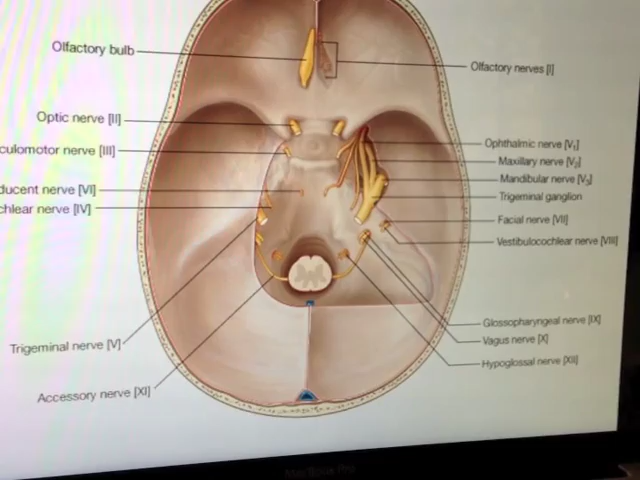 Olfactory bulb
Olfactory nerves [I]
Optic nerve [II]
culomotor nerve [III]
Ophthalmic nerve [V1]
Maxillary nerve [V2]
Mandibular nerve [V3]
ducent nerve [VI]
Trigeminal ganglion
chlear nerve [IV]
Facial nerve [VII]
Vestibulocochlear nerve [VIII]
Glossopharyngeal nerve [IX]
Vagus nerve [X]
Trigeminal nerve [V]
Hypoglossal nerve [XII]
Accessory nerve [XI]
MacBook Pro